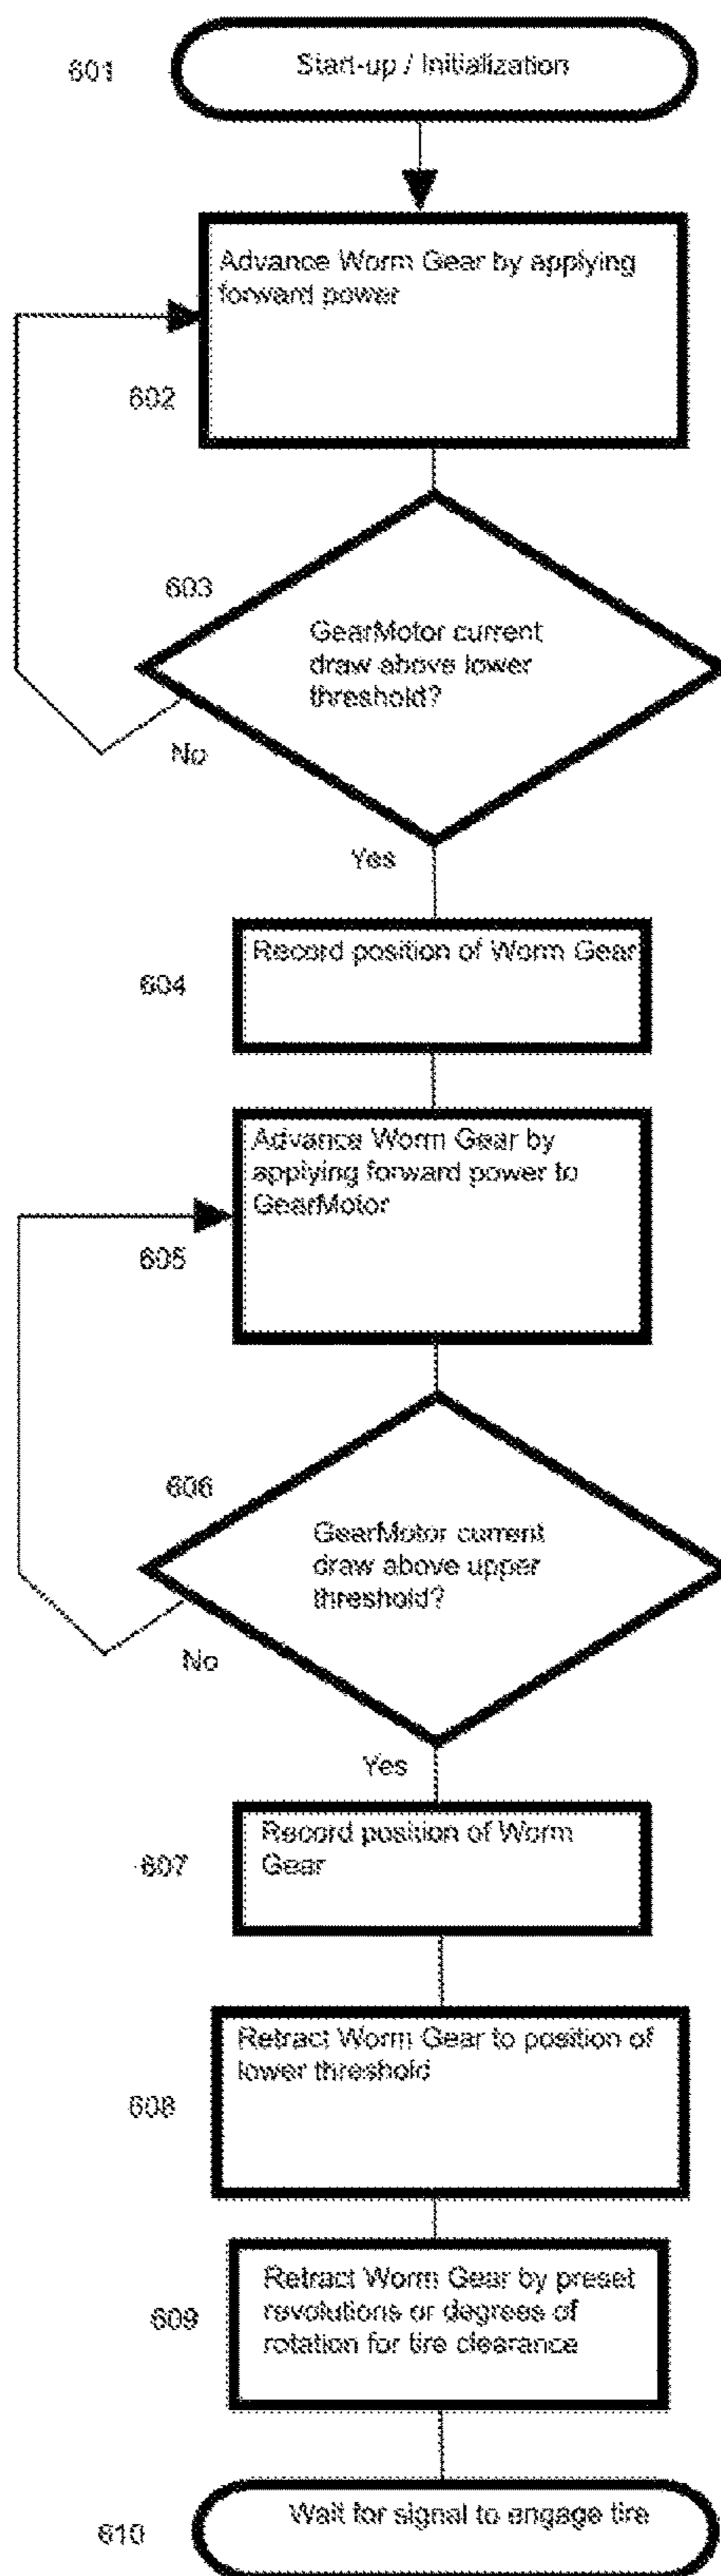 601
Start-up / Initialization
Advance Worm Gear by applying
forward power
602
603
GearMotor current
draw above lower
threshold?
No
Yes
Record position of Worm Gear
604
Advance Worm Gear by
applying forward power to
GearMotor
605
606
GearMotor current
draw above upper
threshold?
No
Yes
Record position of Worm
Gear
607
Retract Worm Gear to position of
lower threshold
608
Retract Worm Gear by preset
revolutions or degrees of
rotation for tire clearance
609
Wait for signal to engage tire
610